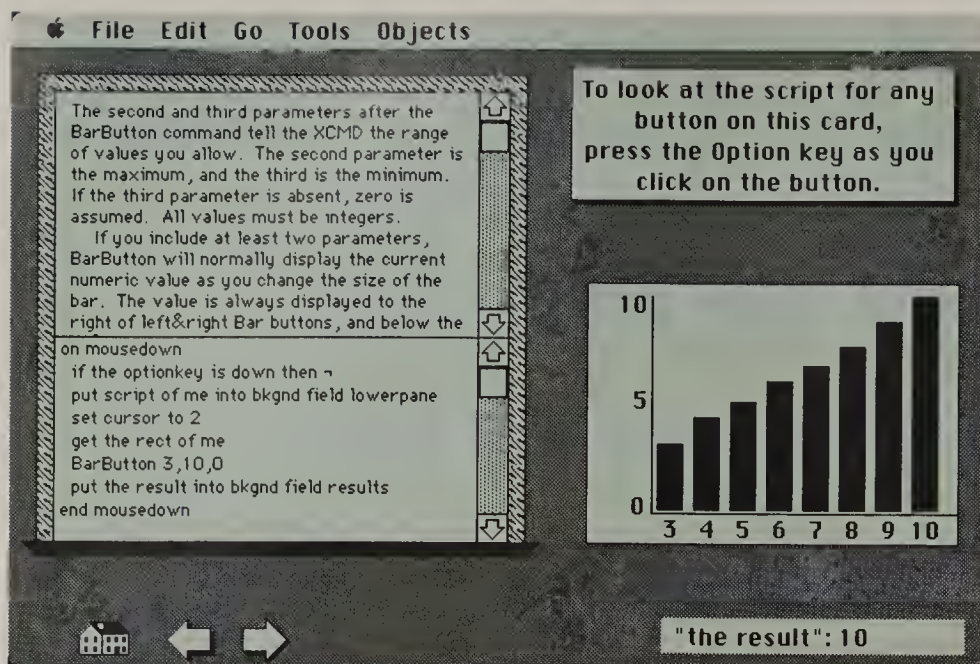 File Edit Go Tools Objects
The second and third parameters after the
BarButton command tell the XCMD the range
of values you allow. The second parameter is
the maximum, and the third is the minimum.
If the third parameter is absent, zero is
assumed. All values must be integers.
If you include at least two parameters,
BarButton will normally display the current
numeric value as you change the size of the
bar. The value is always displayed to the
right of left&right Bar buttons, and below the
on mousedown
if the optionkey is down then ¬
put script of me into bkgnd field lowerpane
set cursor to 2
get the rect of me
BarButton 3,10,0
put the result into bkgnd field results
end mousedown
To look at the script for any
button on this card,
press the Option key as you
click on the button.
10
5
0
3 4 5 6 7 8 9 10
"the result": 10